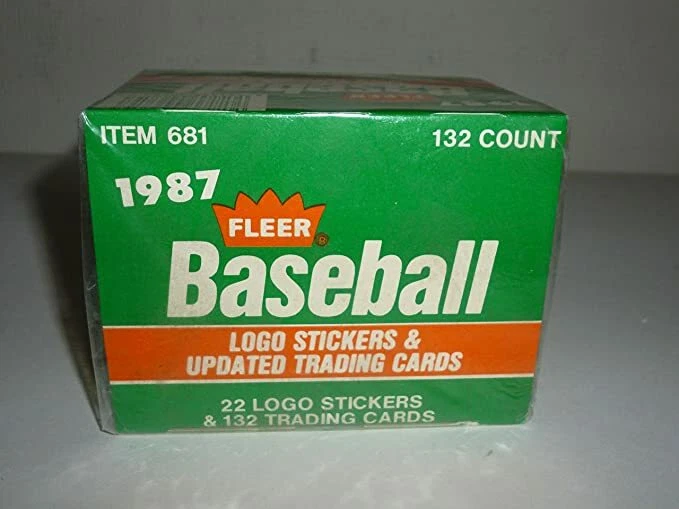 ITEM 681
132 COUNT
1987
FLEER®
Baseball
LOGO STICKERS &
UPDATED TRADING CARDS
22 LOGO STICKERS
& 132 TRADING CARDS